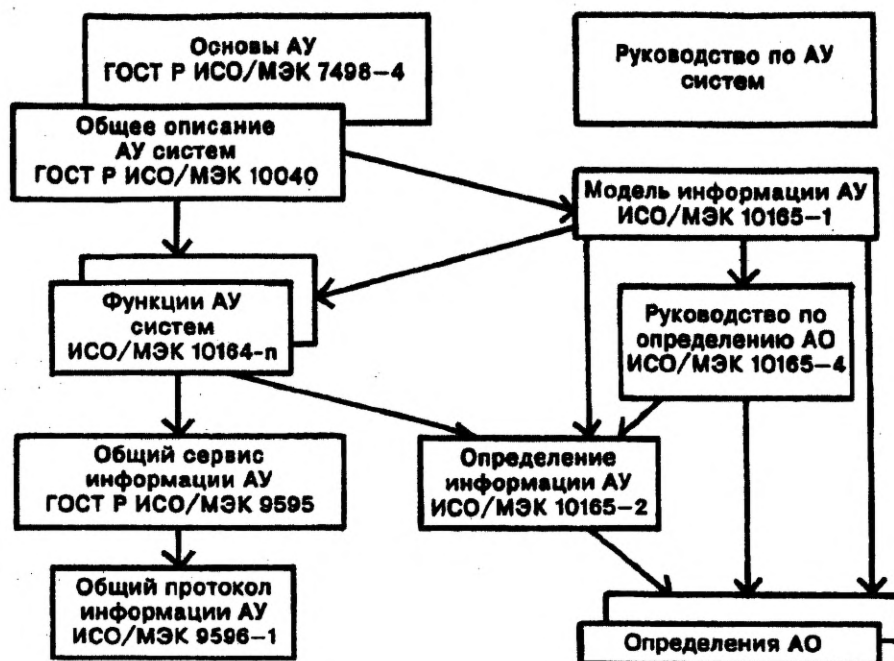 Основы АУ
ГОСТ Р ИСО/МЭК 7498-4
Руководство по АУ
систем
Общее описание
АУ систем
ГОСТ Р ИСО/МЭК 10040
Модель информации АУ
ИСО/МЭК 10165-1
Функции АУ
систем
ИСО/МЭК 10164-n
Руководство по
определению АО
ИСО/МЭК 10165-4
Общий сервис
информации АУ
ГОСТ Р ИСО/МЭК 9595
Определение
информации АУ
ИСО/МЭК 10165-2
Общий протокол
информации АУ
ИСО/МЭК 9596-1
Определения АО